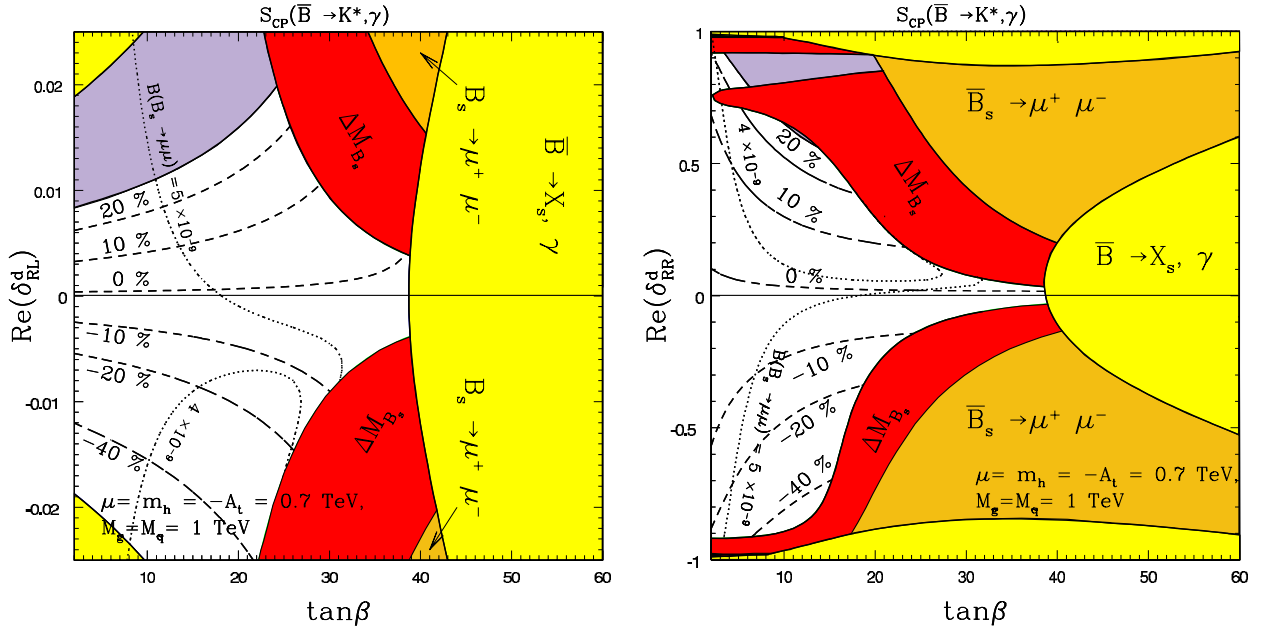 S_CP(B̅ →K*,γ)
Re(δ^d_RL)
0.02
0.01
0
-0.01
-0.02
B(B_s →μμ) = 5 ×10^-9
20 %
10 %
0 %
-10 %
-20 %
-40 %
4 ×10^-9
ΔM_B_s
ΔM_B_s
B_s →μ^+ μ^-
B_s →μ^+ μ^-
B̅ →X_s, γ
μ= m_h = -A_t = 0.7 TeV,
M_g=M_q= 1 TeV
10 20 30 40 50 60
tanβ
S_CP(B̅ →K*,γ)
Re(δ^d_RR)
1
0.5
0
-0.5
-1
4 ×10^-9
20 %
10 %
0 %
-10 %
-20 %
-40 %
B(B_s →μμ) = 5 ×10^-9
ΔM_B_s
ΔM_B_s
B̅_s →μ^+ μ^-
B̅ →X_s, γ
B̅_s →μ^+ μ^-
μ= m_h = -A_t = 0.7 TeV,
M_g=M_q= 1 TeV
10 20 30 40 50 60
tanβ